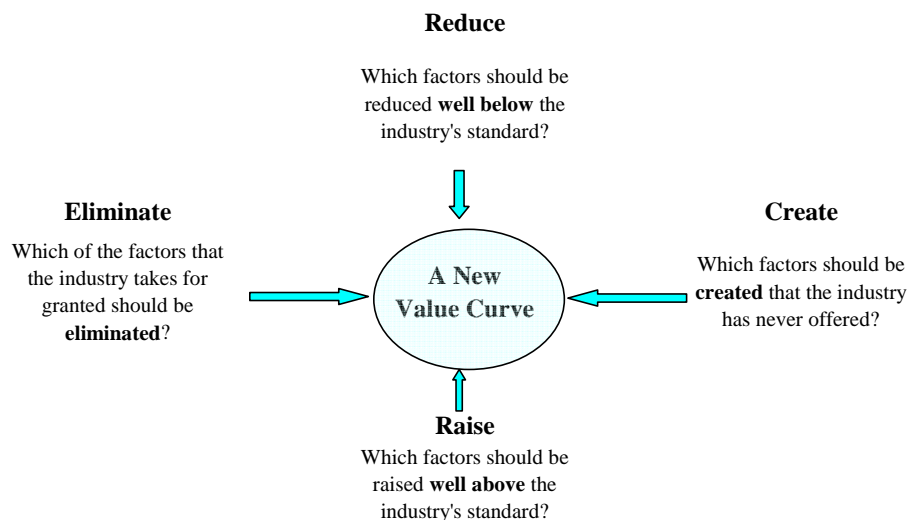 Reduce
Which factors should be
reduced well below the
industry's standard?
Eliminate
Which of the factors that
the industry takes for
granted should be
eliminated?
A New
Value Curve
Create
Which factors should be
created that the industry
has never offered?
Raise
Which factors should be
raised well above the
industry's standard?